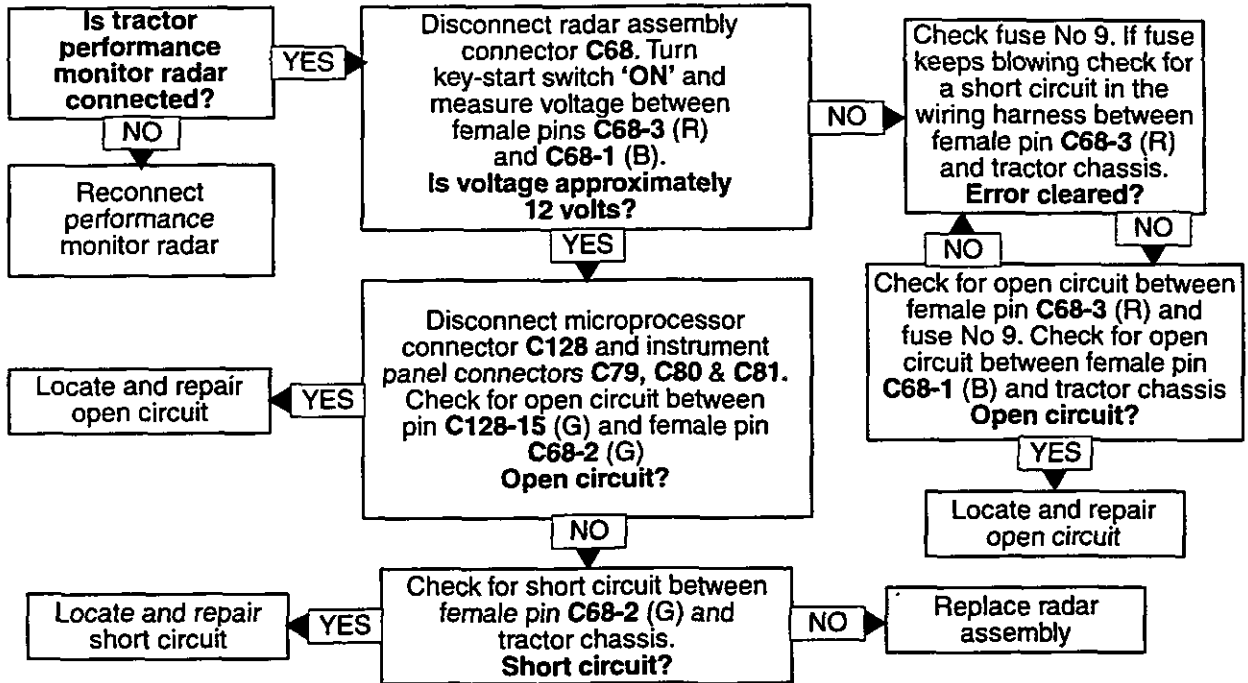 Is tractor
performance
monitor radar
connected?
YES
NO
Reconnect
performance
monitor radar
Disconnect radar assembly
connector C68. Turn
key-start switch ‘ON’ and
measure voltage between
female pins C68-3 (R)
and C68-1 (B).
Is voltage approximately
12 volts?
NO
YES
Check fuse No 9. If fuse
keeps blowing check for
a short circuit in the
wiring harness between
female pin C68-3 (R)
and tractor chassis.
Error cleared?
NO
NO
Check for open circuit between
female pin C68-3 (R) and
fuse No 9. Check for open
circuit between female pin
C68-1 (B) and tractor chassis
Open circuit?
YES
Locate and repair
open circuit
Disconnect microprocessor
connector C128 and instrument
panel connectors C79, C80 & C81.
Check for open circuit between
pin C128-15 (G) and female pin
C68-2 (G)
Open circuit?
YES
Locate and repair
open circuit
NO
Check for short circuit between
female pin C68-2 (G) and
tractor chassis.
Short circuit?
YES
Locate and repair
short circuit
NO
Replace radar
assembly